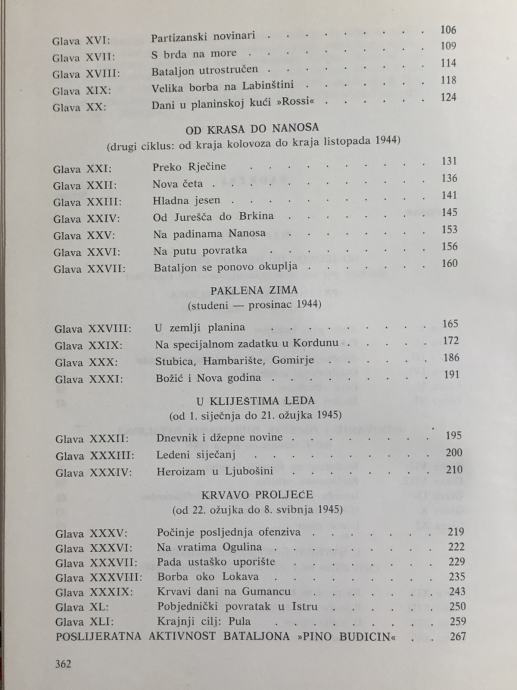 Glava XVI: Partizanski novinari . . . . . . . . . 106
Glava XVII: S brda na more . . . . . . . . . 109
Glava XVIII: Bataljon utrostručen . . . . . . . . . 114
Glava XIX: Velika borba na Labinštini . . . . . . . 118
Glava XX: Dani u planinskoj kući »Rossi« . . . . . . 124
OD KRASA DO NANOSA
(drugi ciklus: od kraja kolovoza do kraja listopada 1944)
Glava XXI: Preko Rječine . . . . . . . . . 131
Glava XXII: Nova četa . . . . . . . . . . . 136
Glava XXIII: Hladna jesen . . . . . . . . . . 141
Glava XXIV: Od Jurešća do Brkina . . . . . . . . 145
Glava XXV: Na padinama Nanosa . . . . . . . . 153
Glava XXVI: Na putu povratka . . . . . . . . 156
Glava XXVII: Bataljon se ponovo okuplja . . . . . . . 160
PAKLENA ZIMA
(studeni — prosinac 1944)
Glava XXVIII: U zemlji planina . . . . . . . . 165
Glava XXIX: Na specijalnom zadatku u Kordunu . . . . . 172
Glava XXX: Stubica, Hambarište, Gomirje . . . . . . 186
Glava XXXI: Božić i Nova godina . . . . . . . . 191
U KLIJEŠTIMA LEDA
(od 1. siječnja do 21. ožujka 1945)
Glava XXXII: Dnevnik i džepne novine . . . . . . . 195
Glava XXXIII: Ledeni siječanj . . . . . . . . . 200
Glava XXXIV: Heroizam u Ljubošini . . . . . . . 210
KRVAVO PROLJEĆE
(od 22. ožujka do 8. svibnja 1945)
Glava XXXV: Počinje posljednja ofenziva . . . . . . . 219
Glava XXXVI: Na vratima Ogulina . . . . . . . . 222
Glava XXXVII: Pada ustaško uporište . . . . . . . . 229
Glava XXXVIII: Borba oko Lokava . . . . . . . . 235
Glava XXXIX: Krvavi dani na Gumancu . . . . . . . 243
Glava XL: Pobjednički povratak u Istru . . . . . . 250
Glava XLI: Krajnji cilj: Pula . . . . . . . . . 259
POSLIJERATNA AKTIVNOST BATALJONA »PINO BUDICIN« . . 267
362